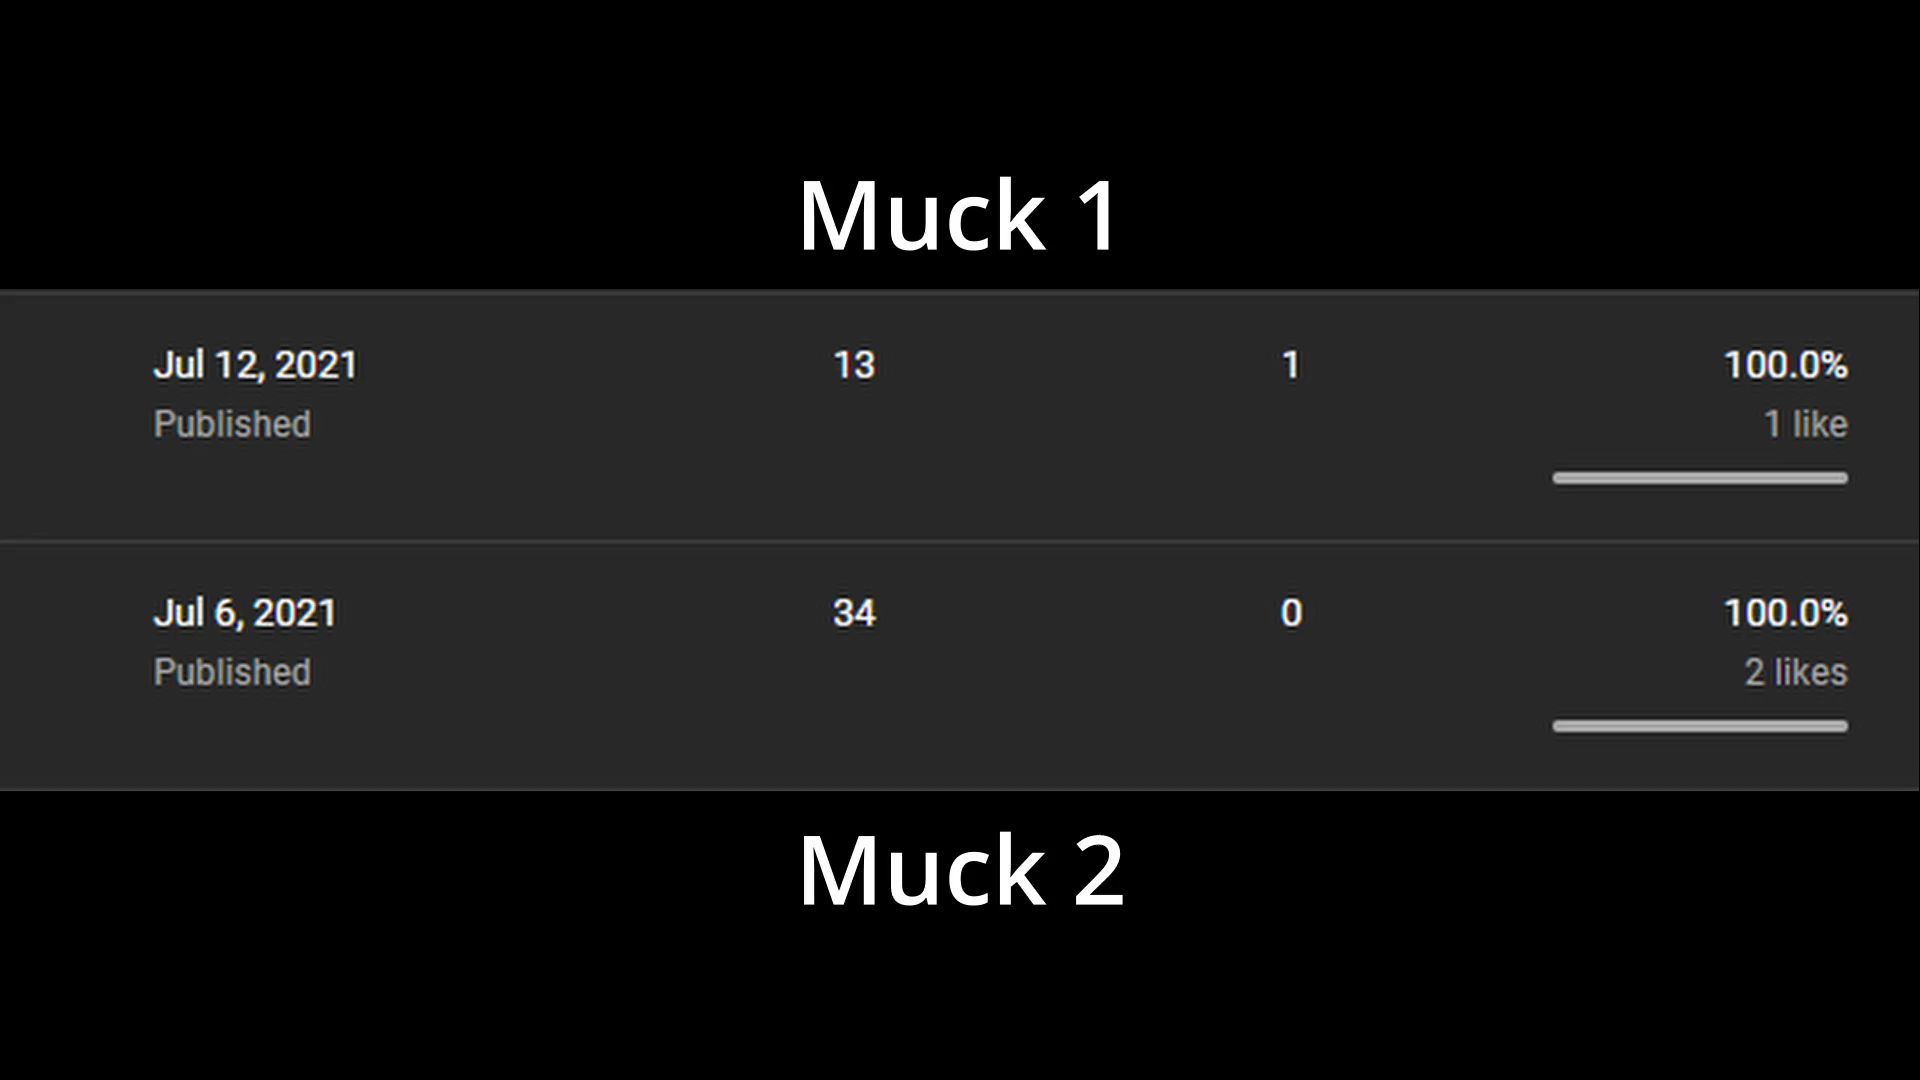 Muck 1
Jul 12, 2021 13 1 100.0%
Published 1 like
Jul 6, 2021 34 0 100.0%
Published 2 likes
Muck 2